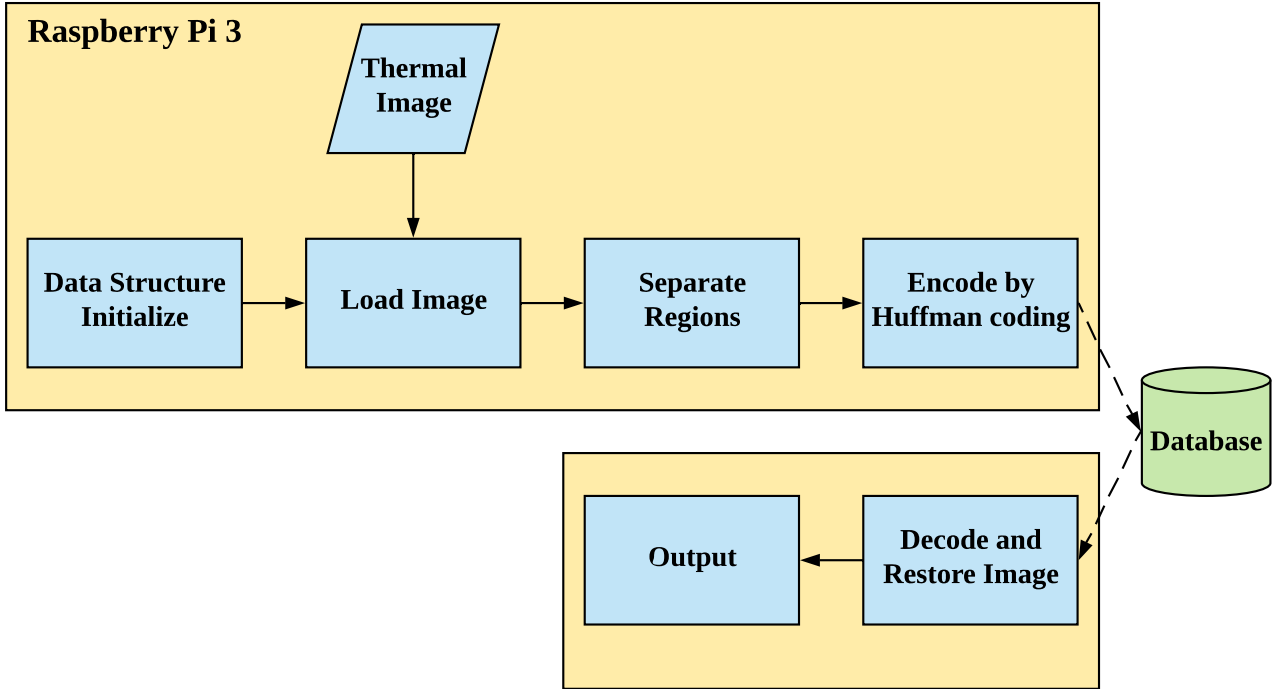 Raspberry Pi 3
Thermal
Image
Data Structure
Initialize
Load Image
Separate
Regions
Encode by
Huffman coding
Database
Output
Decode and
Restore Image